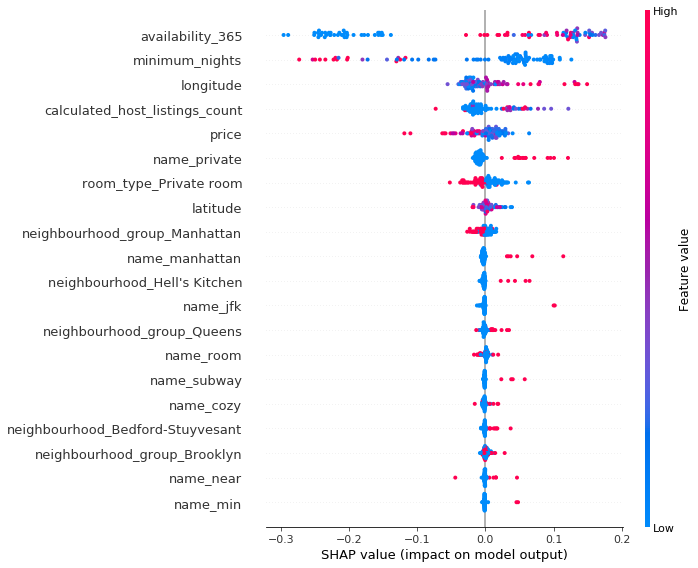 High
availability_365
minimum_nights
longitude
calculated_host_listings_count
price
name_private
room_type_Private room
latitude
neighbourhood_group_Manhattan
name_manhattan
neighbourhood_Hell's Kitchen
name_jfk
neighbourhood_group_Queens
name_room
name_subway
name_cozy
neighbourhood_Bedford-Stuyvesant
neighbourhood_group_Brooklyn
name_near
name_min
Feature value
Low
−0.3 −0.2 −0.1 0.0 0.1 0.2
SHAP value (impact on model output)